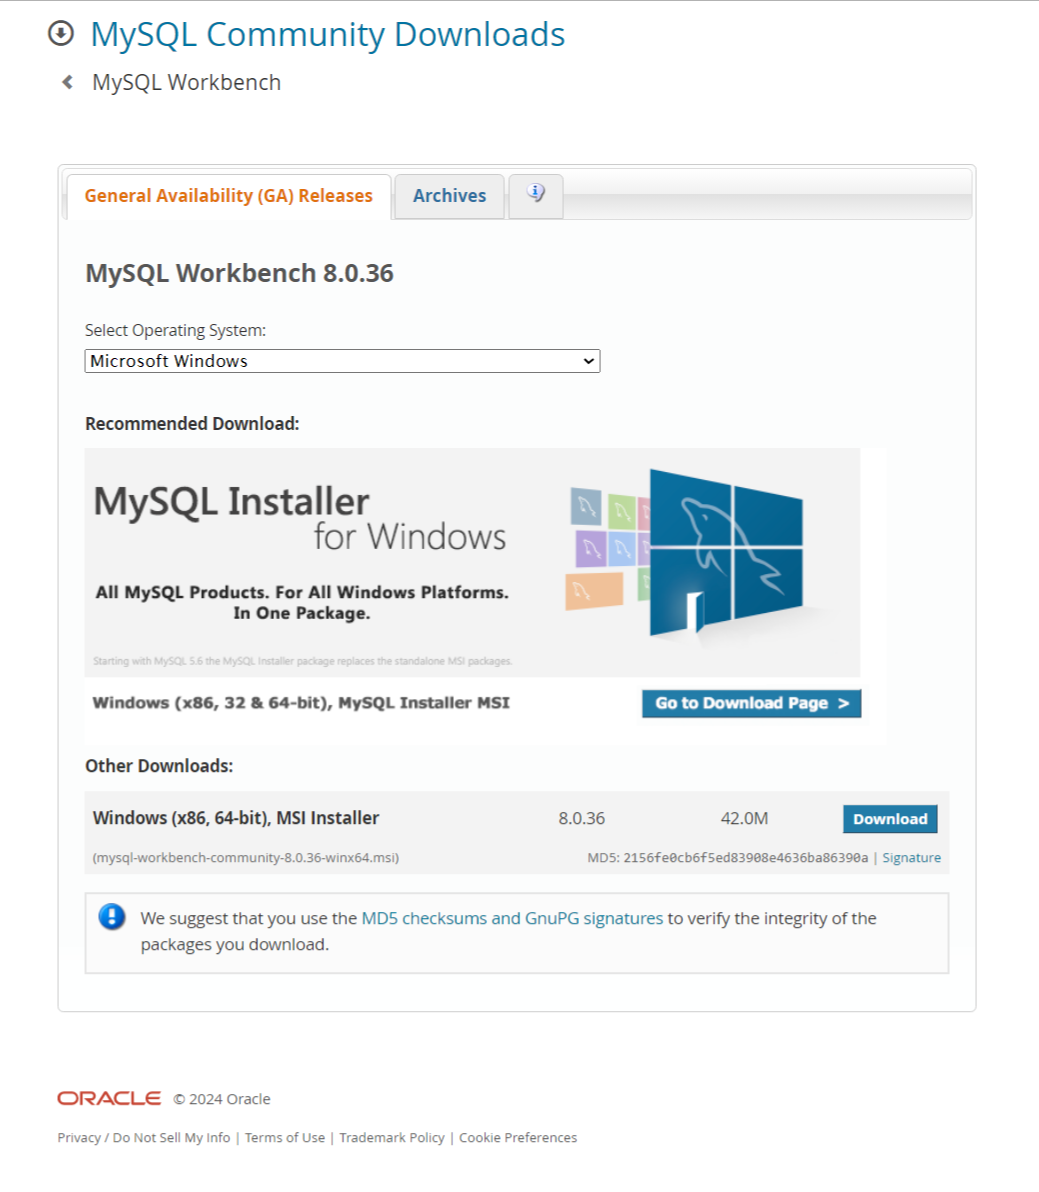 MySQL Community Downloads
MySQL Workbench
General Availability (GA) Releases
Archives
MySQL Workbench 8.0.36
Select Operating System:
Microsoft Windows
Recommended Download:
MySQL Installer
for Windows
All MySQL Products. For All Windows Platforms.
In One Package.
Starting with MySQL 5.6 the MySQL Installer package replaces the standalone MSI packages.
Windows (x86, 32 & 64-bit), MySQL Installer MSI
Go to Download Page >
Other Downloads:
Windows (x86, 64-bit), MSI Installer 8.0.36 42.0M Download
(mysql-workbench-community-8.0.36-winx64.msi) MD5: 2156fe0cb6f5ed83908e4636ba86390a | Signature
We suggest that you use the MD5 checksums and GnuPG signatures to verify the integrity of the
packages you download.
ORACLE © 2024 Oracle
Privacy / Do Not Sell My Info | Terms of Use | Trademark Policy | Cookie Preferences